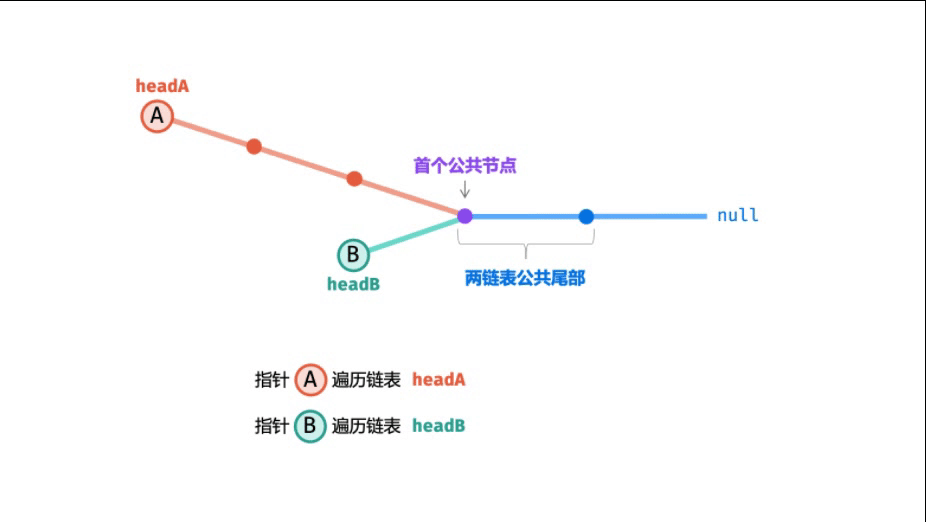 headA
A
首个公共节点
null
B
headB
两链表公共尾部
指针 A 遍历链表 headA
指针 B 遍历链表 headB